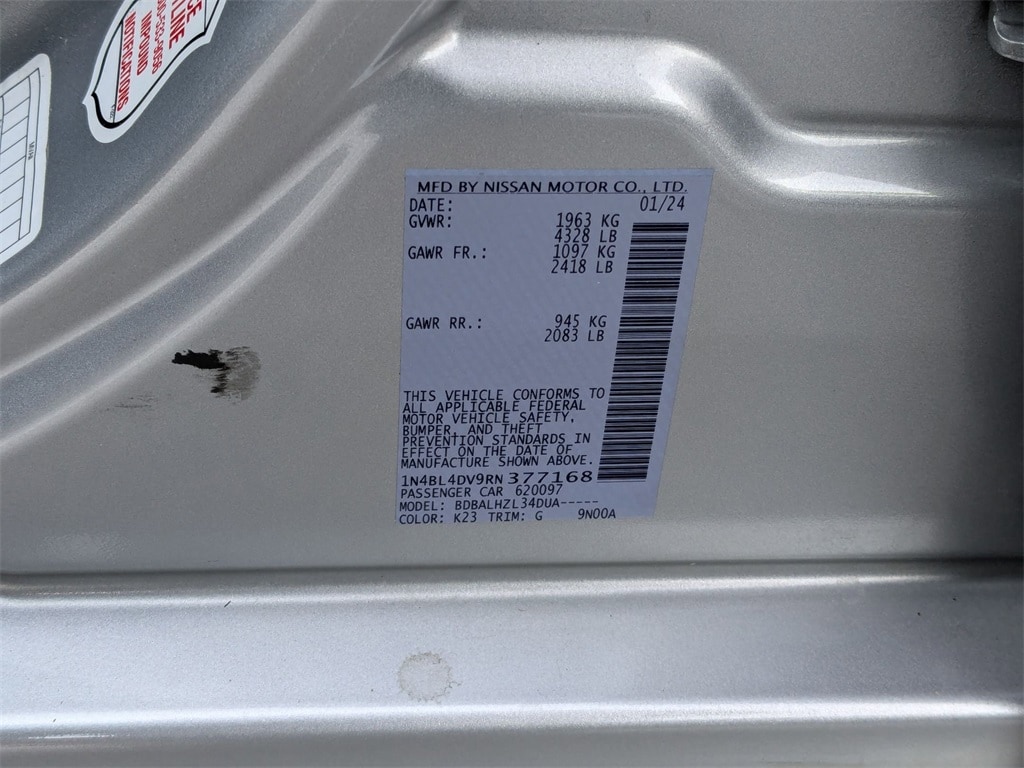 LINE
IMPOUND
NOTIFICATIONS
MFD BY NISSAN MOTOR CO., LTD.
DATE: 01/24
GVWR: 1963 KG
4328 LB
GAWR FR.: 1097 KG
2418 LB
GAWR RR.: 945 KG
2083 LB
THIS VEHICLE CONFORMS TO
ALL APPLICABLE FEDERAL
MOTOR VEHICLE SAFETY,
BUMPER, AND THEFT
PREVENTION STANDARDS IN
EFFECT ON THE DATE OF
MANUFACTURE SHOWN ABOVE.
1N4BL4DV9RN377168
PASSENGER CAR 620097
MODEL: BDBALHZL34DUA-----
COLOR: K23 TRIM: G 9N00A